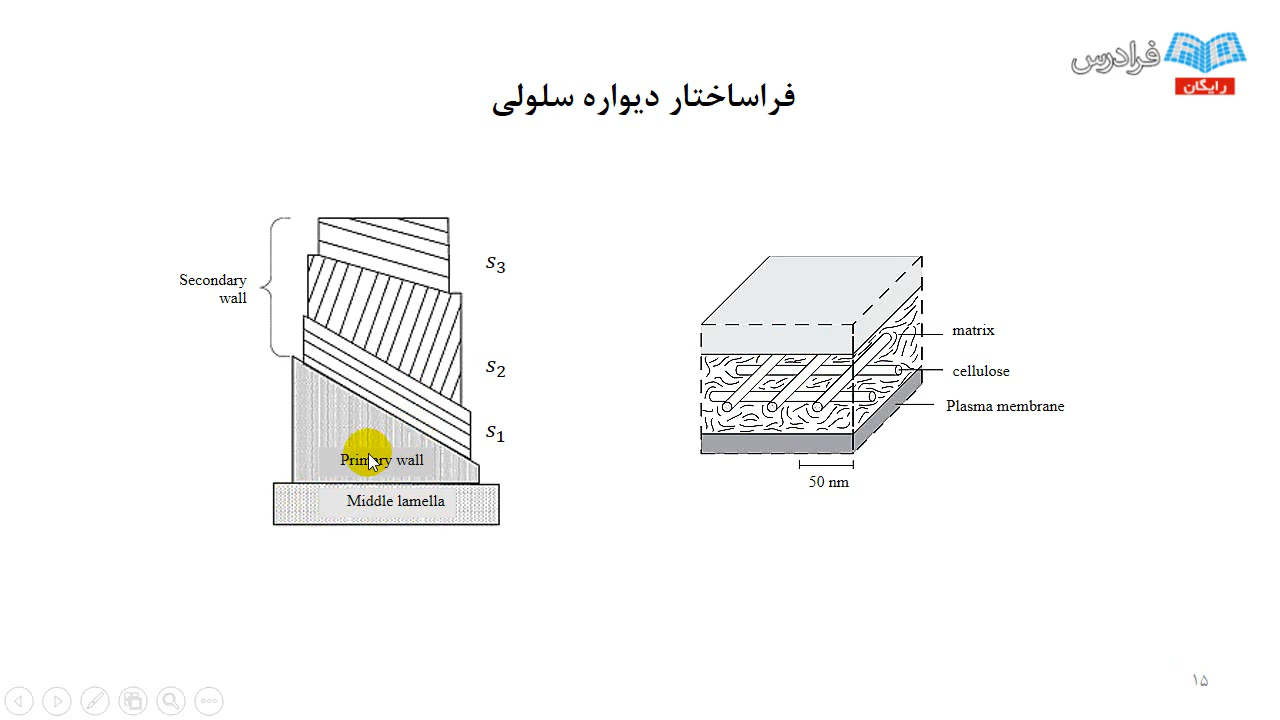 فرادرس
رایگان
فراساختار دیواره سلولی
Secondary
wall
S3
S2
S1
Primary wall
Middle lamella
matrix
cellulose
Plasma membrane
50 nm
۱۵